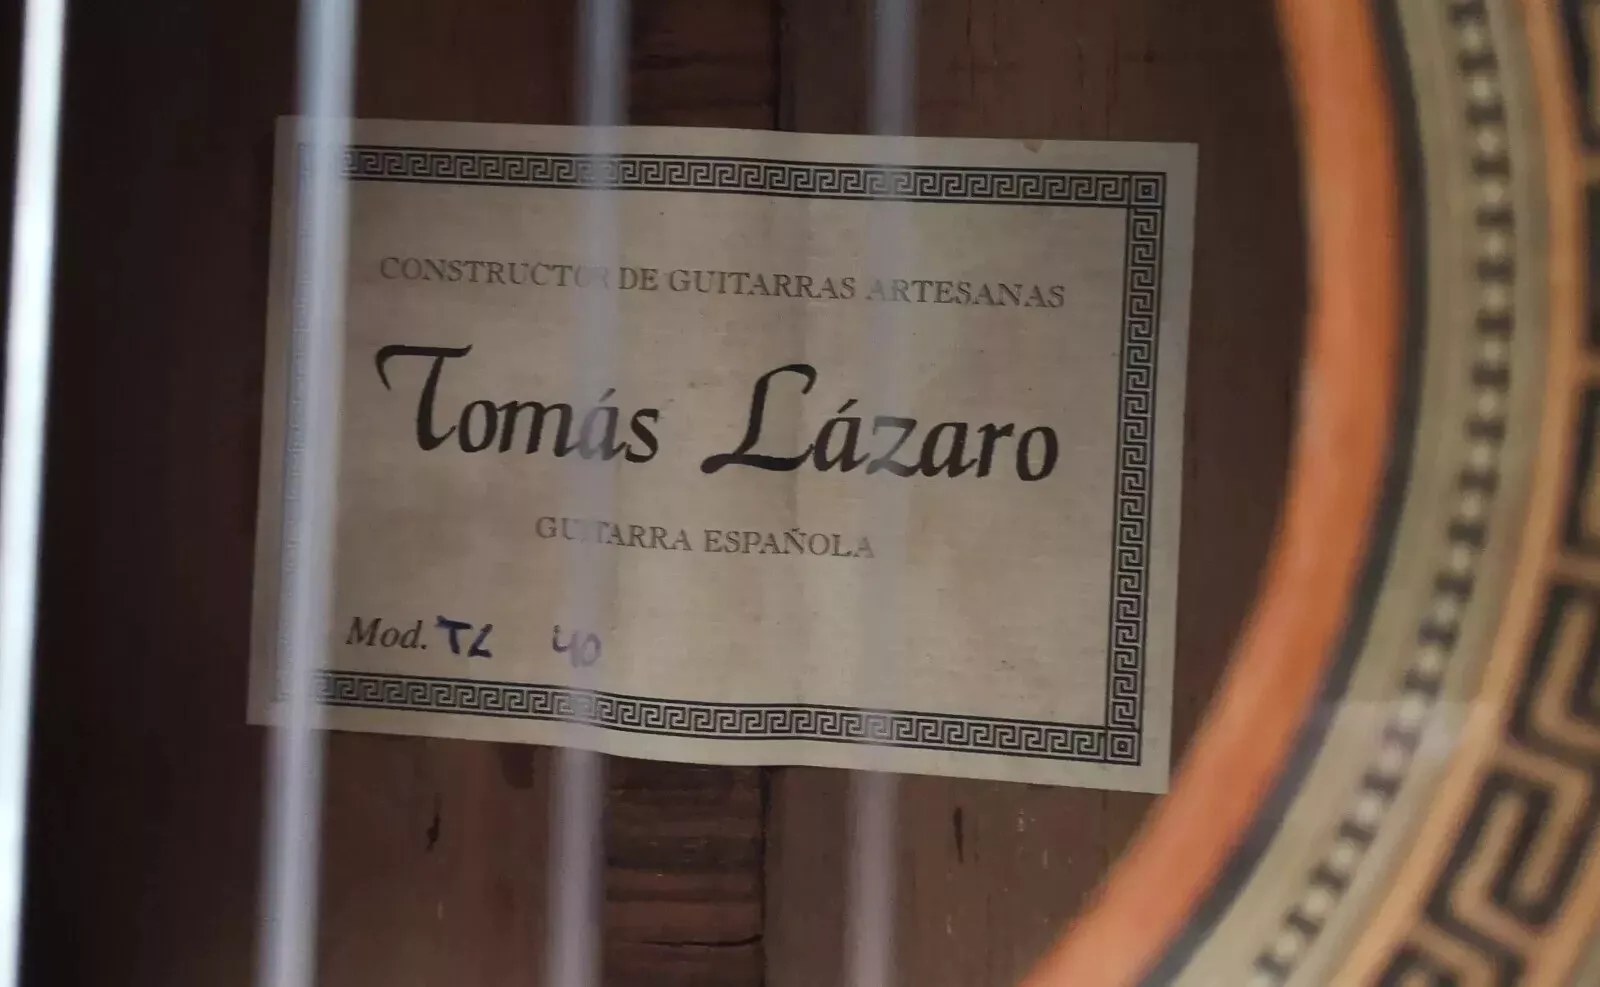 CONSTRUCTOR DE GUITARRAS ARTESANAS
Tomás Lázaro
GUITARRA ESPAÑOLA
Mod. TL 40